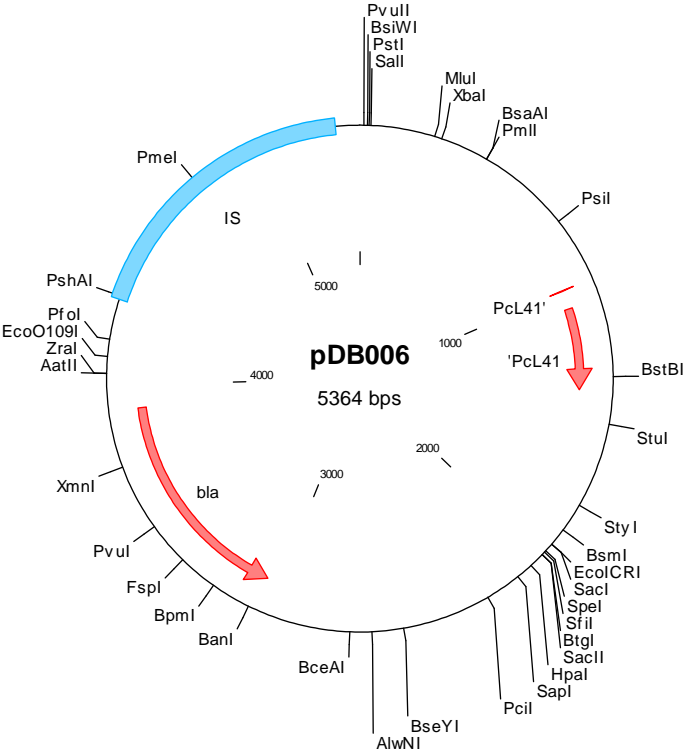 PvuII
BsiWI
PstI
SalI
MluI
XbaI
BsaAI
PmlI
PmeI
PsiI
IS
5000
PshAI
PcL41'
PfoI
EcoO109I
1000
ZraI
pDB006
'PcL41
AatII
4000
BstBI
5364 bps
StuI
2000
3000
XmnI
bla
StyI
PvuI
BsmI
EcoICRI
FspI
SacI
SpeI
BpmI
SfiI
BanI
BtgI
SacII
BceAI
HpaI
SapI
PciI
BseYI
AlwNI